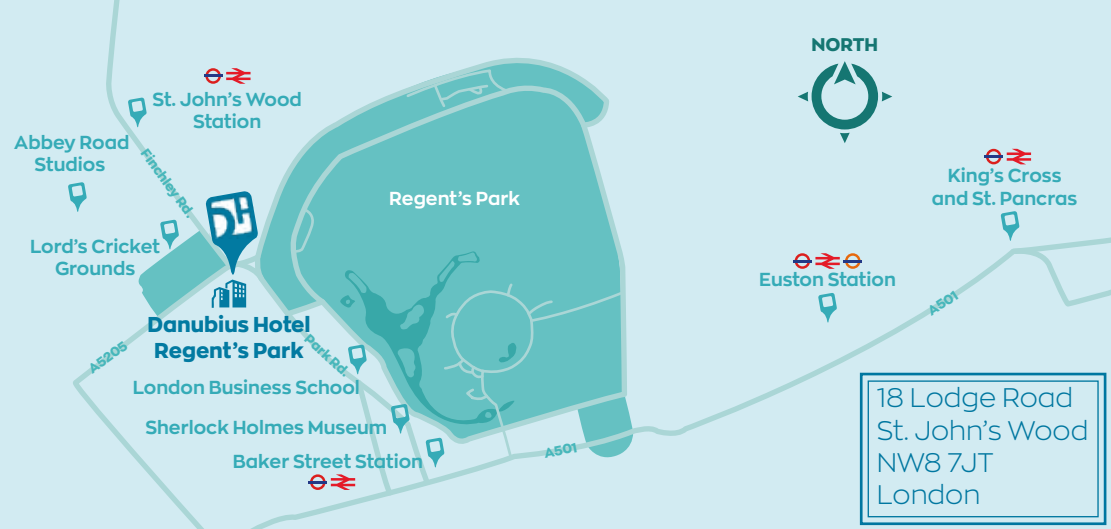 NORTH
St. John's Wood
Station
Abbey Road
Studios
Finchley Rd.
King's Cross
and St. Pancras
Regent's Park
DH
Lord's Cricket
Grounds
Euston Station
A501
Danubius Hotel
Regent's Park
A5205
Park Rd.
London Business School
Sherlock Holmes Museum
Baker Street Station
A501
18 Lodge Road
St. John's Wood
NW8 7JT
London